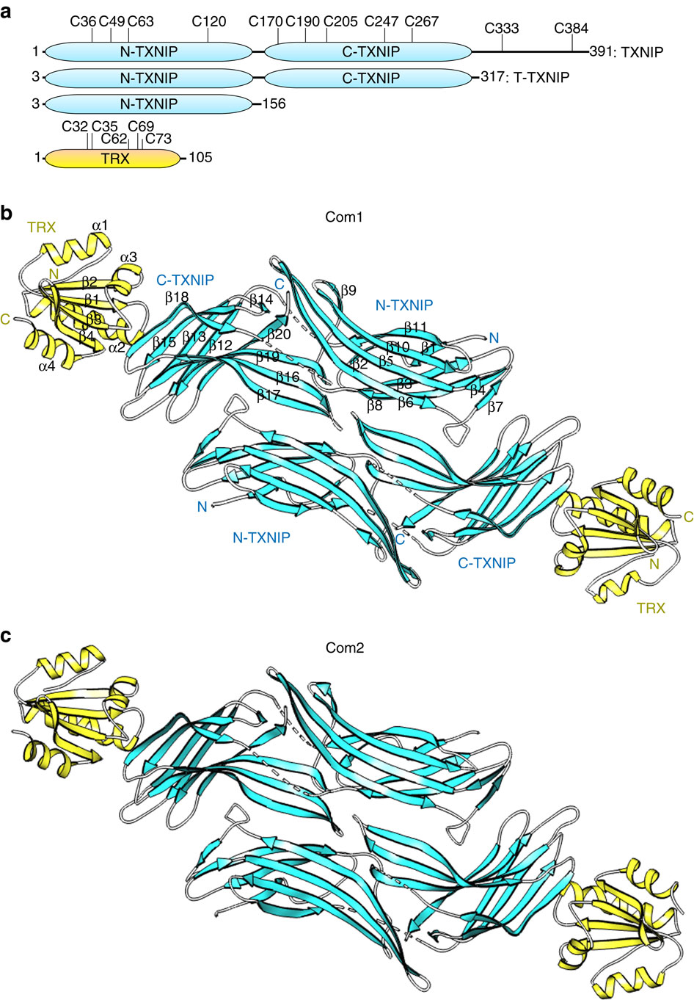 a
C36 C49 C63 C120 C170 C190 C205 C247 C267 C333 C384
1 N-TXNIP C-TXNIP 391: TXNIP
3 N-TXNIP C-TXNIP 317: T-TXNIP
3 N-TXNIP 156
C32 C35 C69
C62 C73
1 TRX 105
b
Com1
TRX α1
α3
N β2 C-TXNIP C β9
β18 β14 N-TXNIP
β1
C β3 β11
β4 α2 β15 β13 β12 β20 β10 β1 N
α4 β19 β2 β5
β16 β3 β4
β17 β8 β6 β7
N
C
N-TXNIP C
C-TXNIP N
TRX
c
Com2